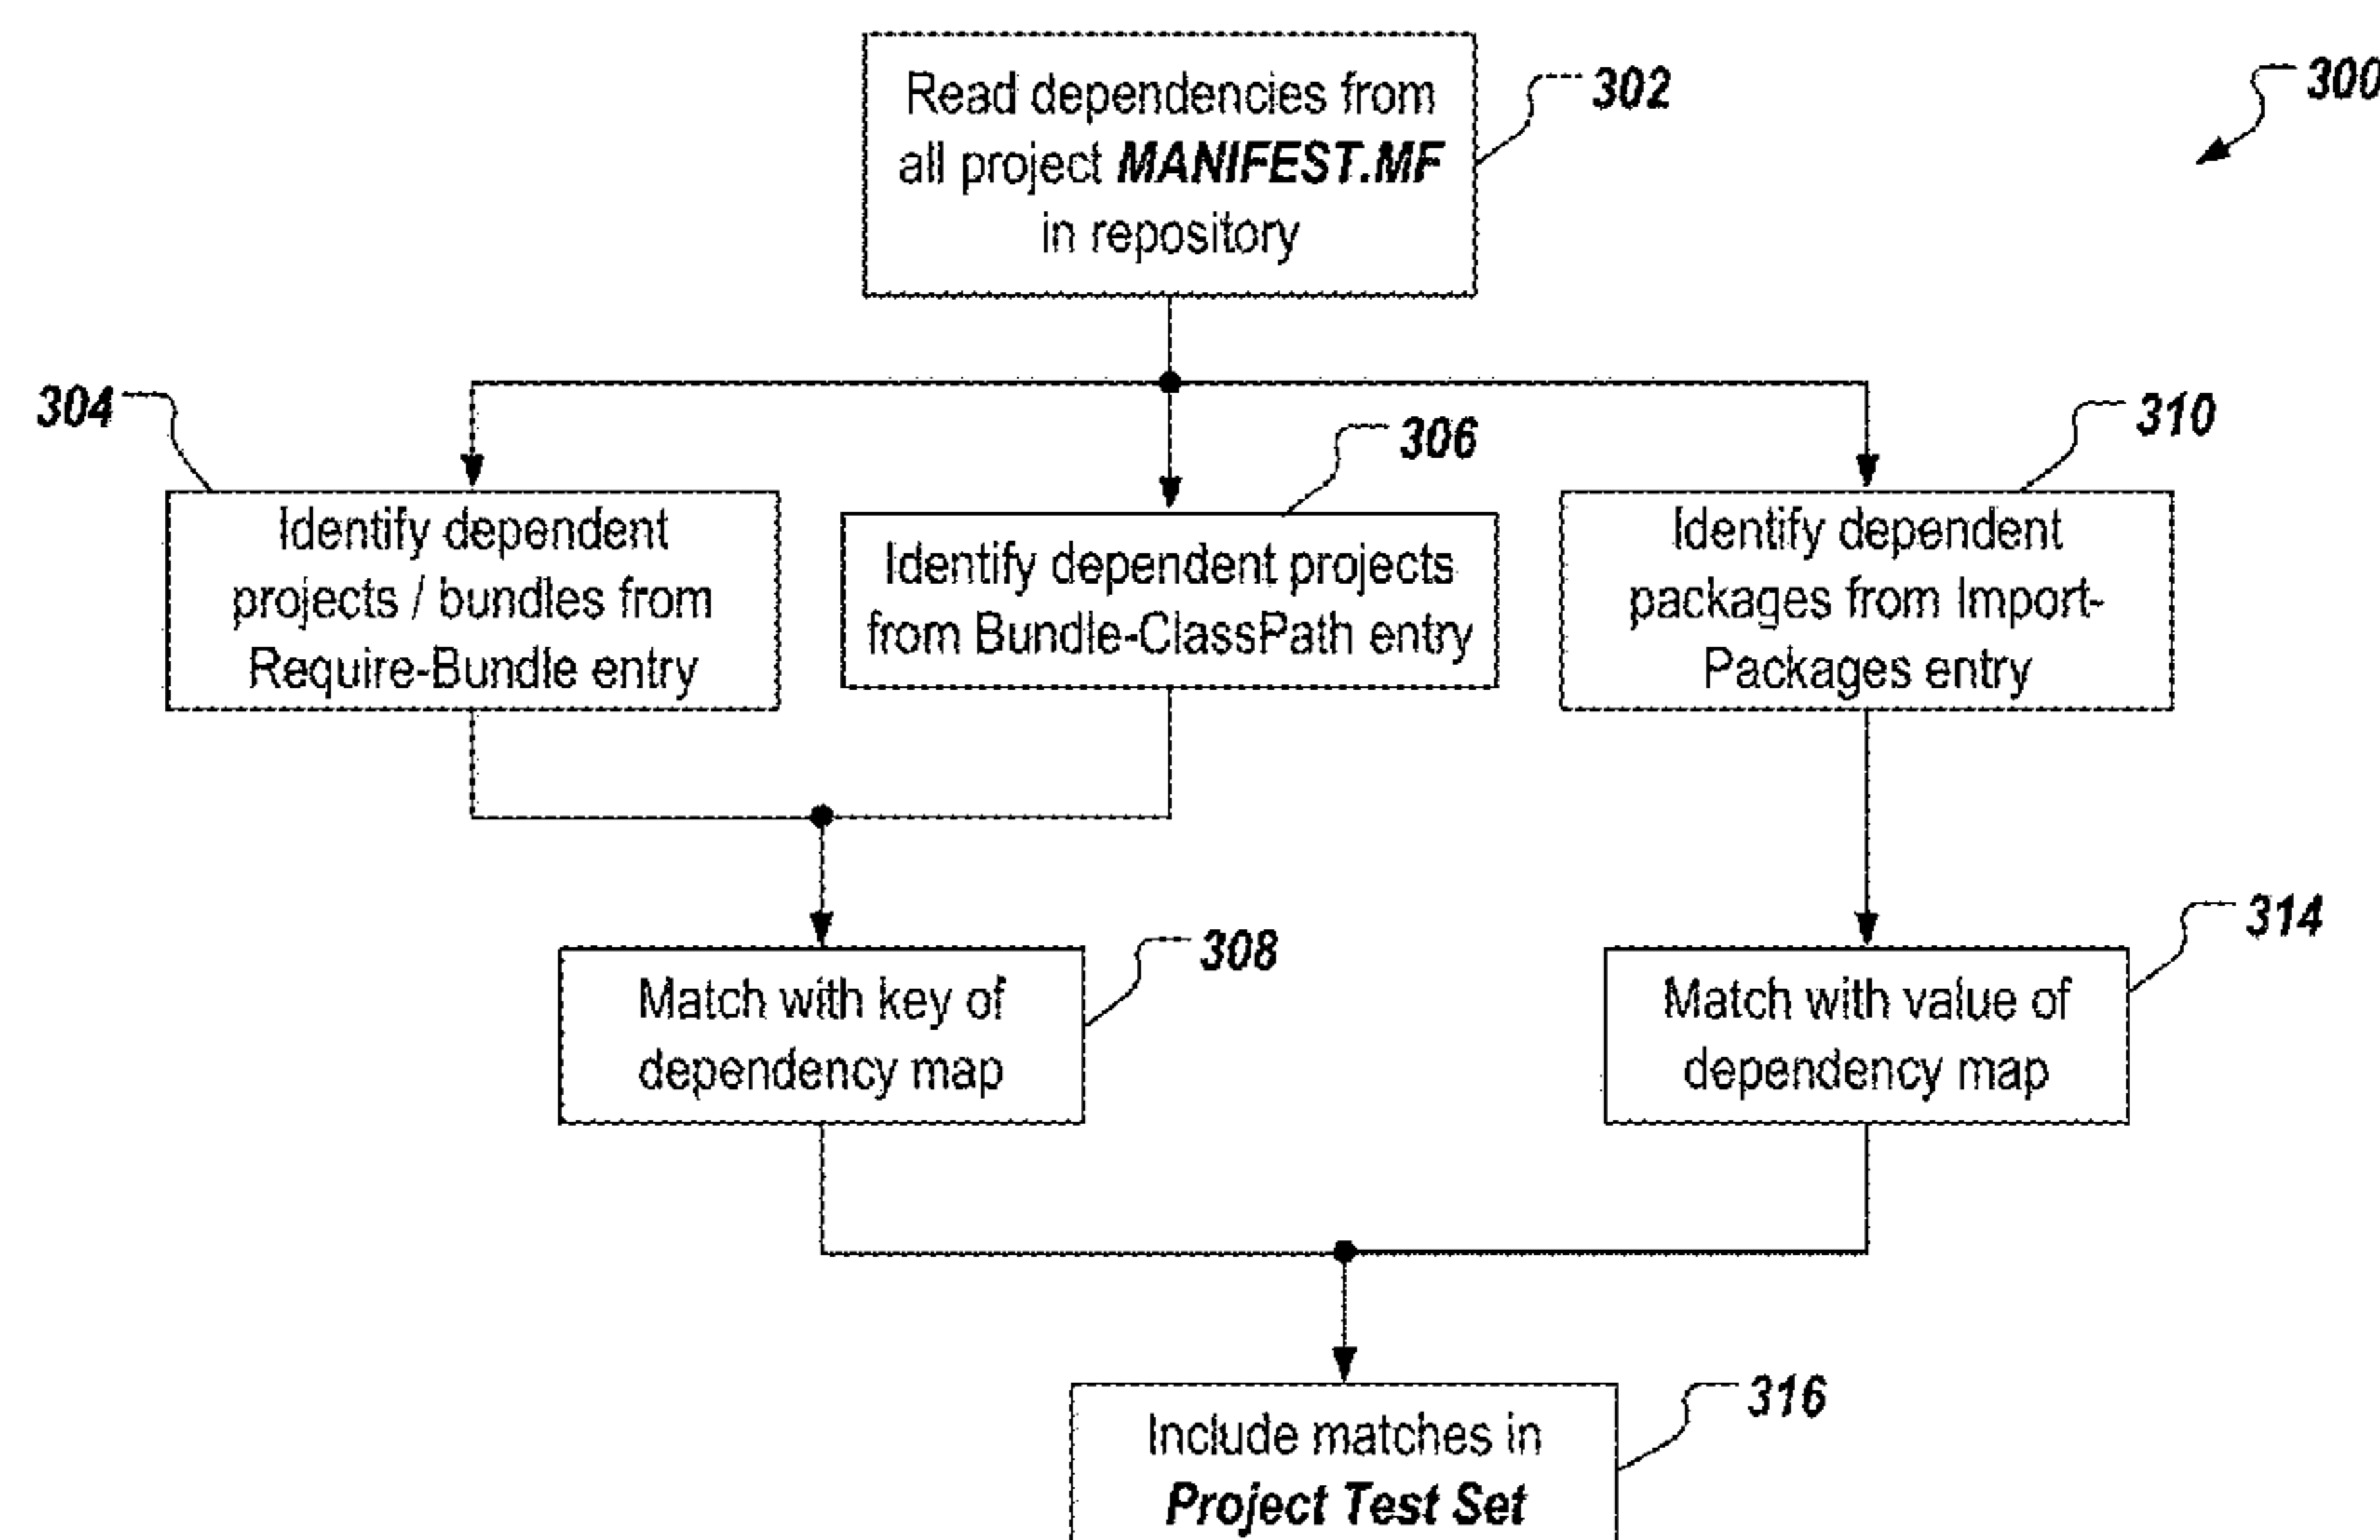 Read dependencies from
all project MANIFEST.MF
in repository
302
300
304
306
310
Identify dependent
projects / bundles from
Require-Bundle entry
Identify dependent projects
from Bundle-ClassPath entry
Identify dependent
packages from Import-
Packages entry
308
314
Match with key of
dependency map
Match with value of
dependency map
316
Include matches in
Project Test Set